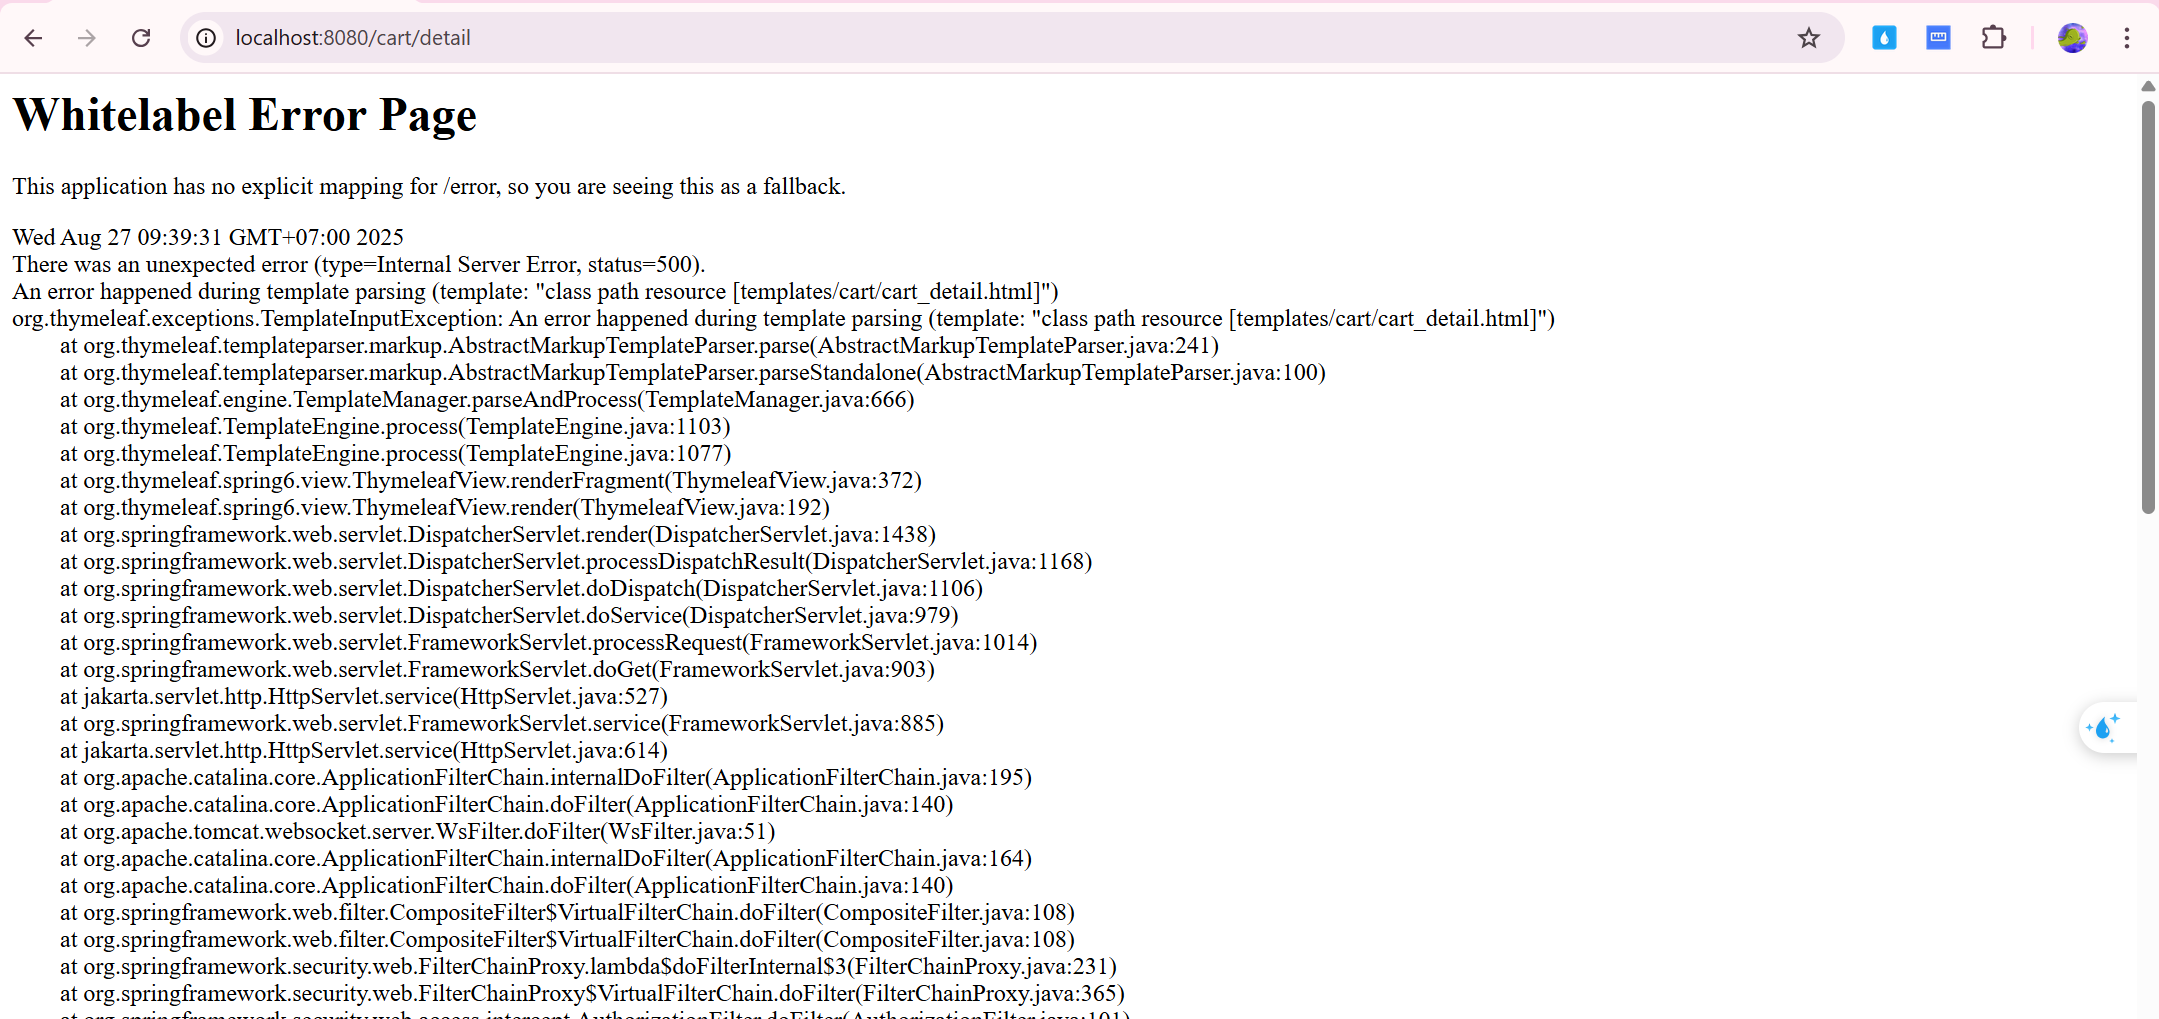 localhost:8080/cart/detail
Whitelabel Error Page
This application has no explicit mapping for /error, so you are seeing this as a fallback.
Wed Aug 27 09:39:31 GMT+07:00 2025
There was an unexpected error (type=Internal Server Error, status=500).
An error happened during template parsing (template: "class path resource [templates/cart/cart_detail.html]")
org.thymeleaf.exceptions.TemplateInputException: An error happened during template parsing (template: "class path resource [templates/cart/cart_detail.html]")
at org.thymeleaf.templateparser.markup.AbstractMarkupTemplateParser.parse(AbstractMarkupTemplateParser.java:241)
at org.thymeleaf.templateparser.markup.AbstractMarkupTemplateParser.parseStandalone(AbstractMarkupTemplateParser.java:100)
at org.thymeleaf.engine.TemplateManager.parseAndProcess(TemplateManager.java:666)
at org.thymeleaf.TemplateEngine.process(TemplateEngine.java:1103)
at org.thymeleaf.TemplateEngine.process(TemplateEngine.java:1077)
at org.thymeleaf.spring6.view.ThymeleafView.renderFragment(ThymeleafView.java:372)
at org.thymeleaf.spring6.view.ThymeleafView.render(ThymeleafView.java:192)
at org.springframework.web.servlet.DispatcherServlet.render(DispatcherServlet.java:1438)
at org.springframework.web.servlet.DispatcherServlet.processDispatchResult(DispatcherServlet.java:1168)
at org.springframework.web.servlet.DispatcherServlet.doDispatch(DispatcherServlet.java:1106)
at org.springframework.web.servlet.DispatcherServlet.doService(DispatcherServlet.java:979)
at org.springframework.web.servlet.FrameworkServlet.processRequest(FrameworkServlet.java:1014)
at org.springframework.web.servlet.FrameworkServlet.doGet(FrameworkServlet.java:903)
at jakarta.servlet.http.HttpServlet.service(HttpServlet.java:527)
at org.springframework.web.servlet.FrameworkServlet.service(FrameworkServlet.java:885)
at jakarta.servlet.http.HttpServlet.service(HttpServlet.java:614)
at org.apache.catalina.core.ApplicationFilterChain.internalDoFilter(ApplicationFilterChain.java:195)
at org.apache.catalina.core.ApplicationFilterChain.doFilter(ApplicationFilterChain.java:140)
at org.apache.tomcat.websocket.server.WsFilter.doFilter(WsFilter.java:51)
at org.apache.catalina.core.ApplicationFilterChain.internalDoFilter(ApplicationFilterChain.java:164)
at org.apache.catalina.core.ApplicationFilterChain.doFilter(ApplicationFilterChain.java:140)
at org.springframework.web.filter.CompositeFilter$VirtualFilterChain.doFilter(CompositeFilter.java:108)
at org.springframework.web.filter.CompositeFilter$VirtualFilterChain.doFilter(CompositeFilter.java:108)
at org.springframework.security.web.FilterChainProxy.lambda$doFilterInternal$3(FilterChainProxy.java:231)
at org.springframework.security.web.FilterChainProxy$VirtualFilterChain.doFilter(FilterChainProxy.java:365)
at org.springframework.security.web.access.intercept.AuthorizationFilter.doFilter(AuthorizationFilter.java:101)